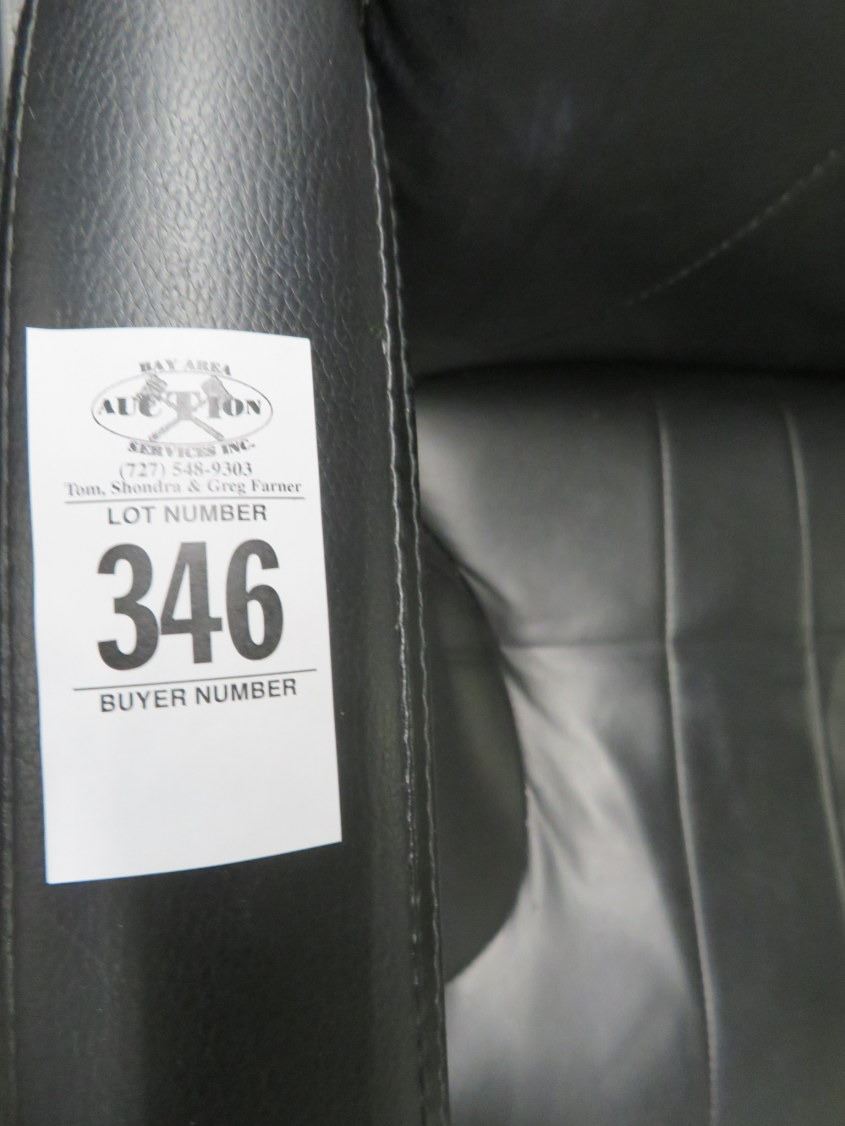 BAY AREA
AUCTION
SERVICES INC.
(727) 548-9303
Tom, Shondra & Greg Farner
LOT NUMBER
346
BUYER NUMBER